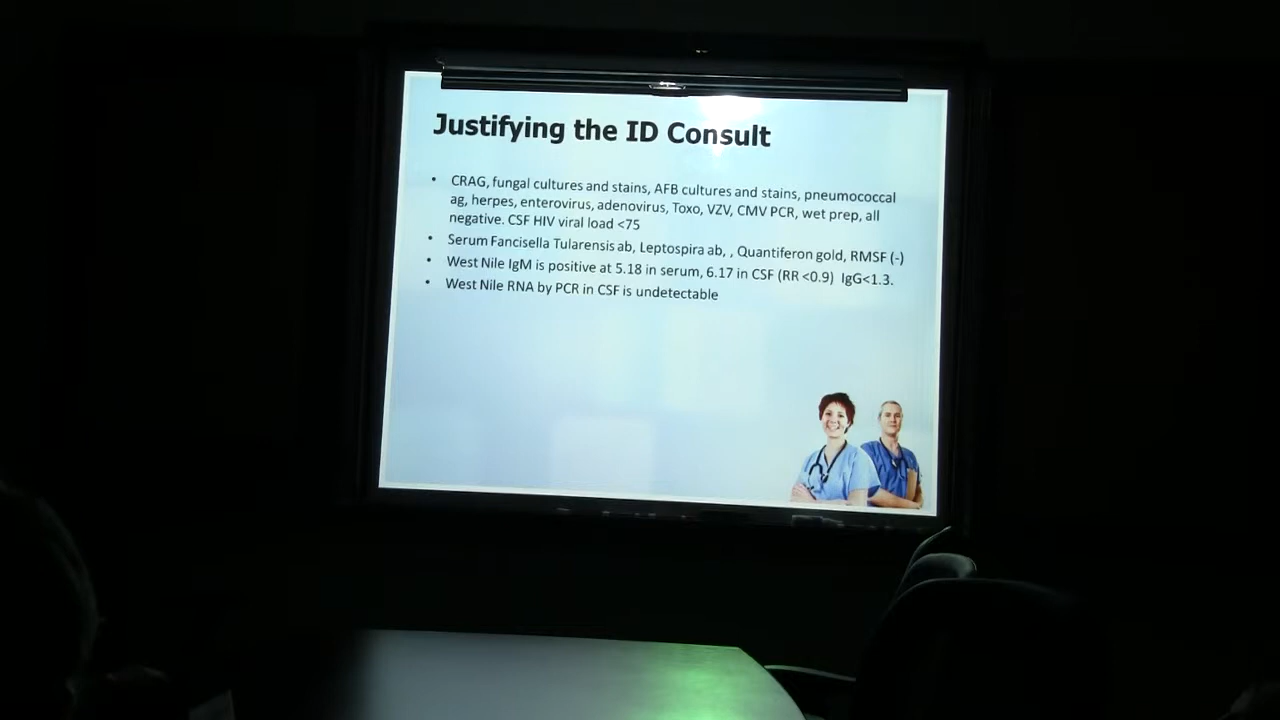 Justifying the ID Consult
• CRAG, fungal cultures and stains, AFB cultures and stains, pneumococcal
ag, herpes, enterovirus, adenovirus, Toxo, VZV, CMV PCR, wet prep, all
negative. CSF HIV viral load <75
• Serum Fancisella Tularensis ab, Leptospira ab, , Quantiferon gold, RMSF (-)
• West Nile IgM is positive at 5.18 in serum, 6.17 in CSF (RR <0.9) IgG<1.3.
• West Nile RNA by PCR in CSF is undetectable